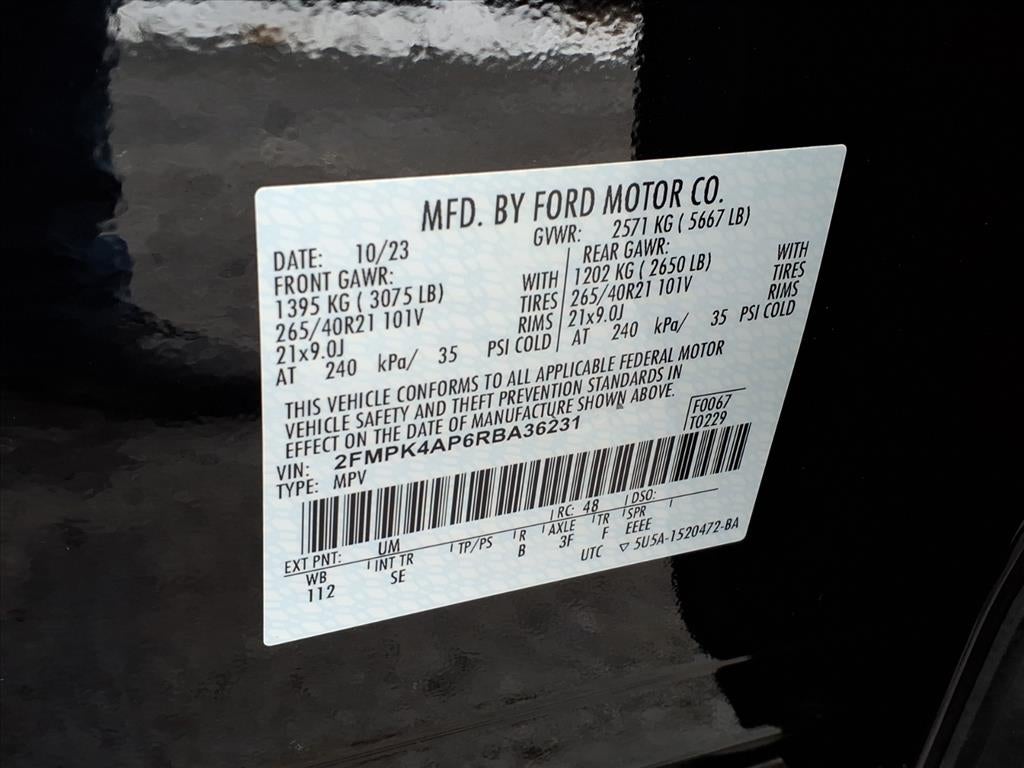 MFD. BY FORD MOTOR CO.
DATE: 10/23 GVWR: 2571 KG ( 5667 LB)
FRONT GAWR: REAR GAWR:
1395 KG ( 3075 LB) WITH 1202 KG ( 2650 LB) WITH
265/40R21 101V TIRES 265/40R21 101V TIRES
21x9.0J RIMS 21x9.0J RIMS
AT 240 kPa/ 35 PSI COLD AT 240 kPa/ 35 PSI COLD
THIS VEHICLE CONFORMS TO ALL APPLICABLE FEDERAL MOTOR
VEHICLE SAFETY AND THEFT PREVENTION STANDARDS IN
EFFECT ON THE DATE OF MANUFACTURE SHOWN ABOVE.
VIN: 2FMPK4AP6RBA36231 F0067
TYPE: MPV T0229
EXT PNT: UM RC: 48 DSO:
WB INT TR TP/PS R AXLE TR SPR
112 SE B 3F F EEEE
UTC ▽ 5U5A-1520472-BA